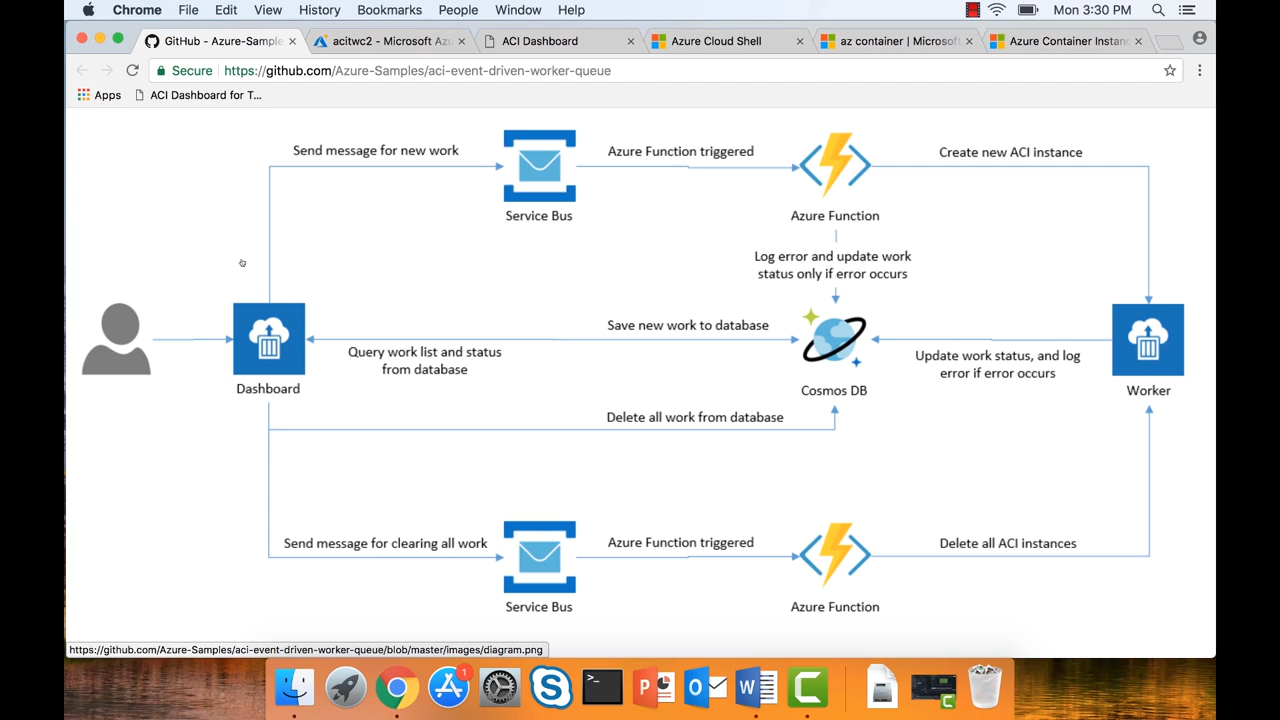 Chrome File Edit View History Bookmarks People Window Help Mon 3:30 PM
GitHub - Azure-Sample acitwc2 - Microsoft Azu ACI Dashboard Azure Cloud Shell az container | Microsoft Azure Container Instanc
Secure https://github.com/Azure-Samples/aci-event-driven-worker-queue
Apps ACI Dashboard for T...
Send message for new work
Azure Function triggered
Create new ACI instance
Service Bus
Azure Function
Log error and update work
status only if error occurs
Save new work to database
Query work list and status
from database
Update work status, and log
error if error occurs
Dashboard
Cosmos DB
Worker
Delete all work from database
Send message for clearing all work
Azure Function triggered
Delete all ACI instances
Service Bus
Azure Function
https://github.com/Azure-Samples/aci-event-driven-worker-queue/blob/master/images/diagram.png
1